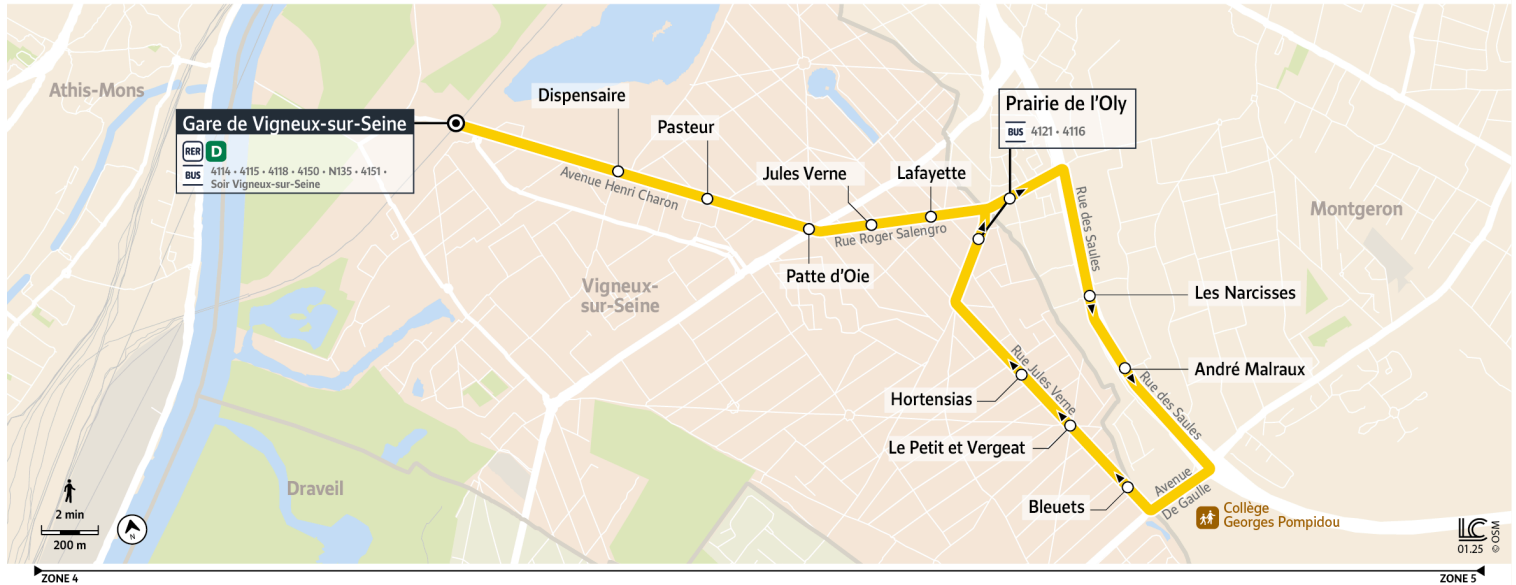 Athis-Mons
Gare de Vigneux-sur-Seine
RER D
BUS 4114 • 4115 • 4118 • 4150 • N135 • 4151 •
Soir Vigneux-sur-Seine
Dispensaire
Pasteur
Avenue Henri Charon
Jules Verne
Lafayette
Rue Roger Salengro
Patte d'Oie
Prairie de l'Oly
BUS 4121 • 4116
Rue des Saules
Montgeron
Vigneux-
sur-Seine
Les Narcisses
André Malraux
Rue des Saules
Rue Jules Verne
Hortensias
Le Petit et Vergeat
Bleuets
Avenue
De Gaulle
Collège
Georges Pompidou
Draveil
2 min
200 m
N
LC
01.25
© OSM
ZONE 4
ZONE 5